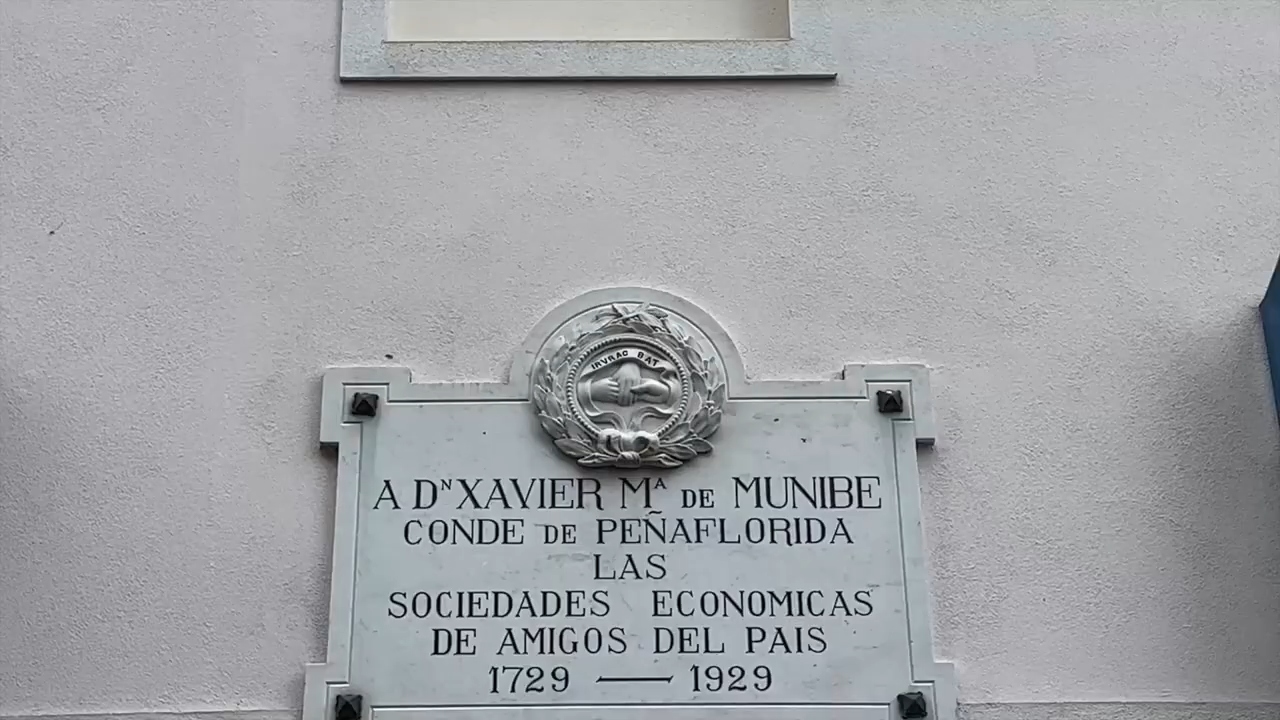 IRVRAC BAT
A Dᴺ XAVIER Mᴬ DE MUNIBE
CONDE DE PEÑAFLORIDA
LAS
SOCIEDADES ECONOMICAS
DE AMIGOS DEL PAIS
1729 — 1929